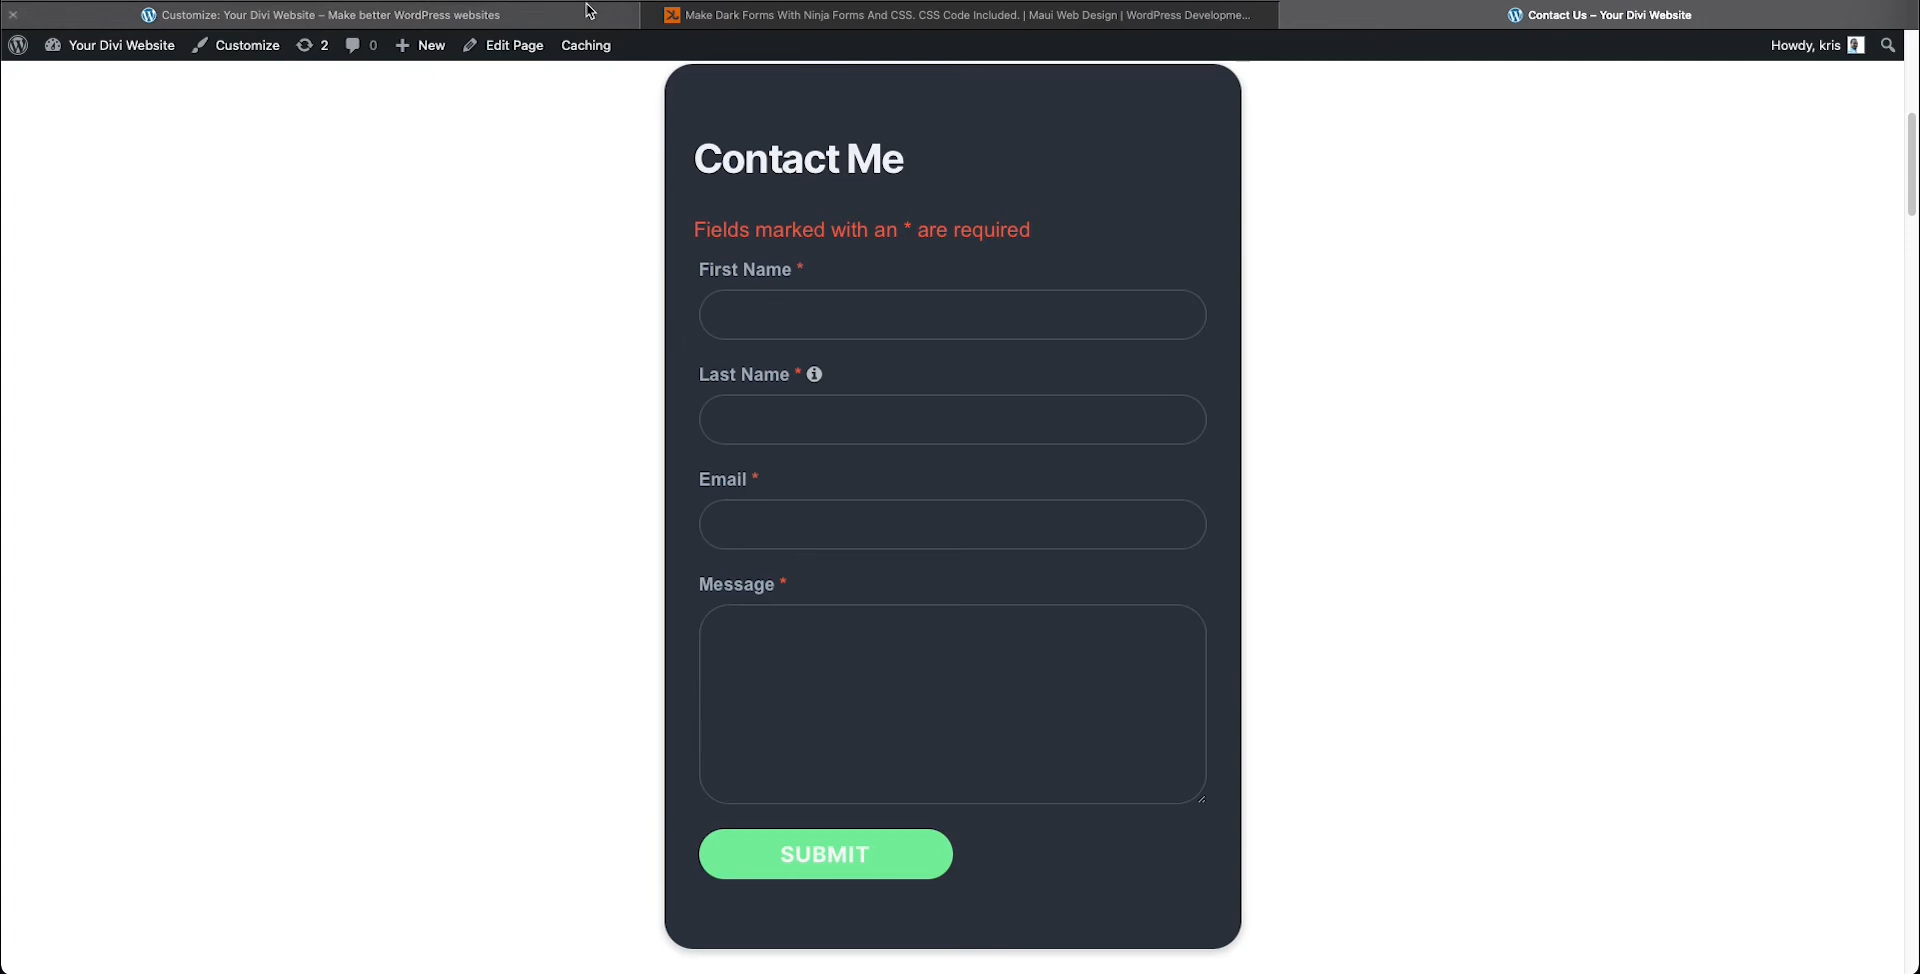 Customize: Your Divi Website – Make better WordPress websites
Make Dark Forms With Ninja Forms And CSS. CSS Code Included. | Maui Web Design | WordPress Developme...
Contact Us – Your Divi Website
Your Divi Website
Customize
2
0
New
Edit Page
Caching
Howdy, kris
Contact Me
Fields marked with an * are required
First Name *
Last Name *
Email *
Message *
SUBMIT